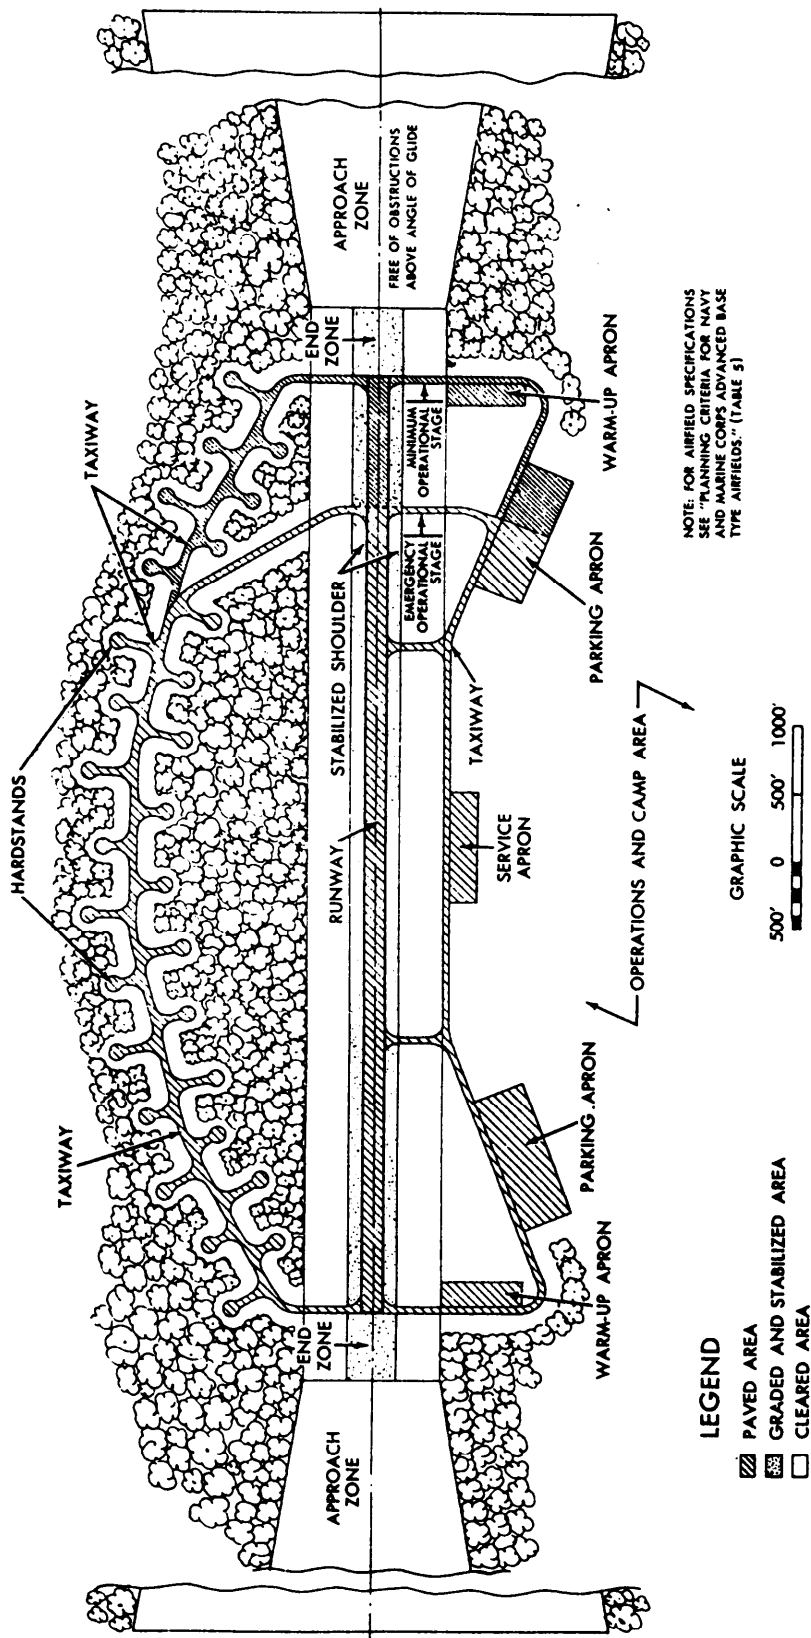 HARDSTANDS
TAXIWAY
TAXIWAY
END
ZONE
APPROACH
ZONE
RUNWAY
STABILIZED SHOULDER
END
ZONE
APPROACH
ZONE
FREE OF OBSTRUCTIONS
ABOVE ANGLE OF GLIDE
EMERGENCY
OPERATIONAL
STAGE
MINIMUM
OPERATIONAL
STAGE
TAXIWAY
SERVICE
APRON
WARM-UP APRON
PARKING.APRON
PARKING APRON
WARM-UP APRON
OPERATIONS AND CAMP AREA
NOTE: FOR AIRFIELD SPECIFICATIONS
SEE "PLANNING CRITERIA FOR NAVY
AND MARINE CORPS ADVANCED BASE
TYPE AIRFIELDS." (TABLE 5)
LEGEND
PAVED AREA
GRADED AND STABILIZED AREA
CLEARED AREA
GRAPHIC SCALE
500' 0 500' 1000'